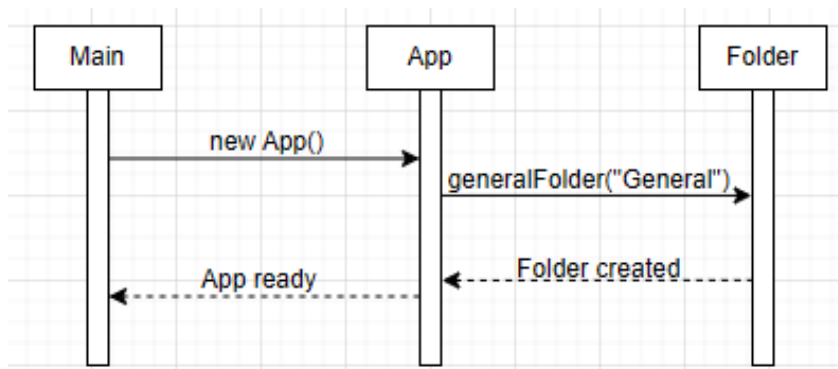 Main
App
Folder
new App()
generalFolder("General")
Folder created
App ready